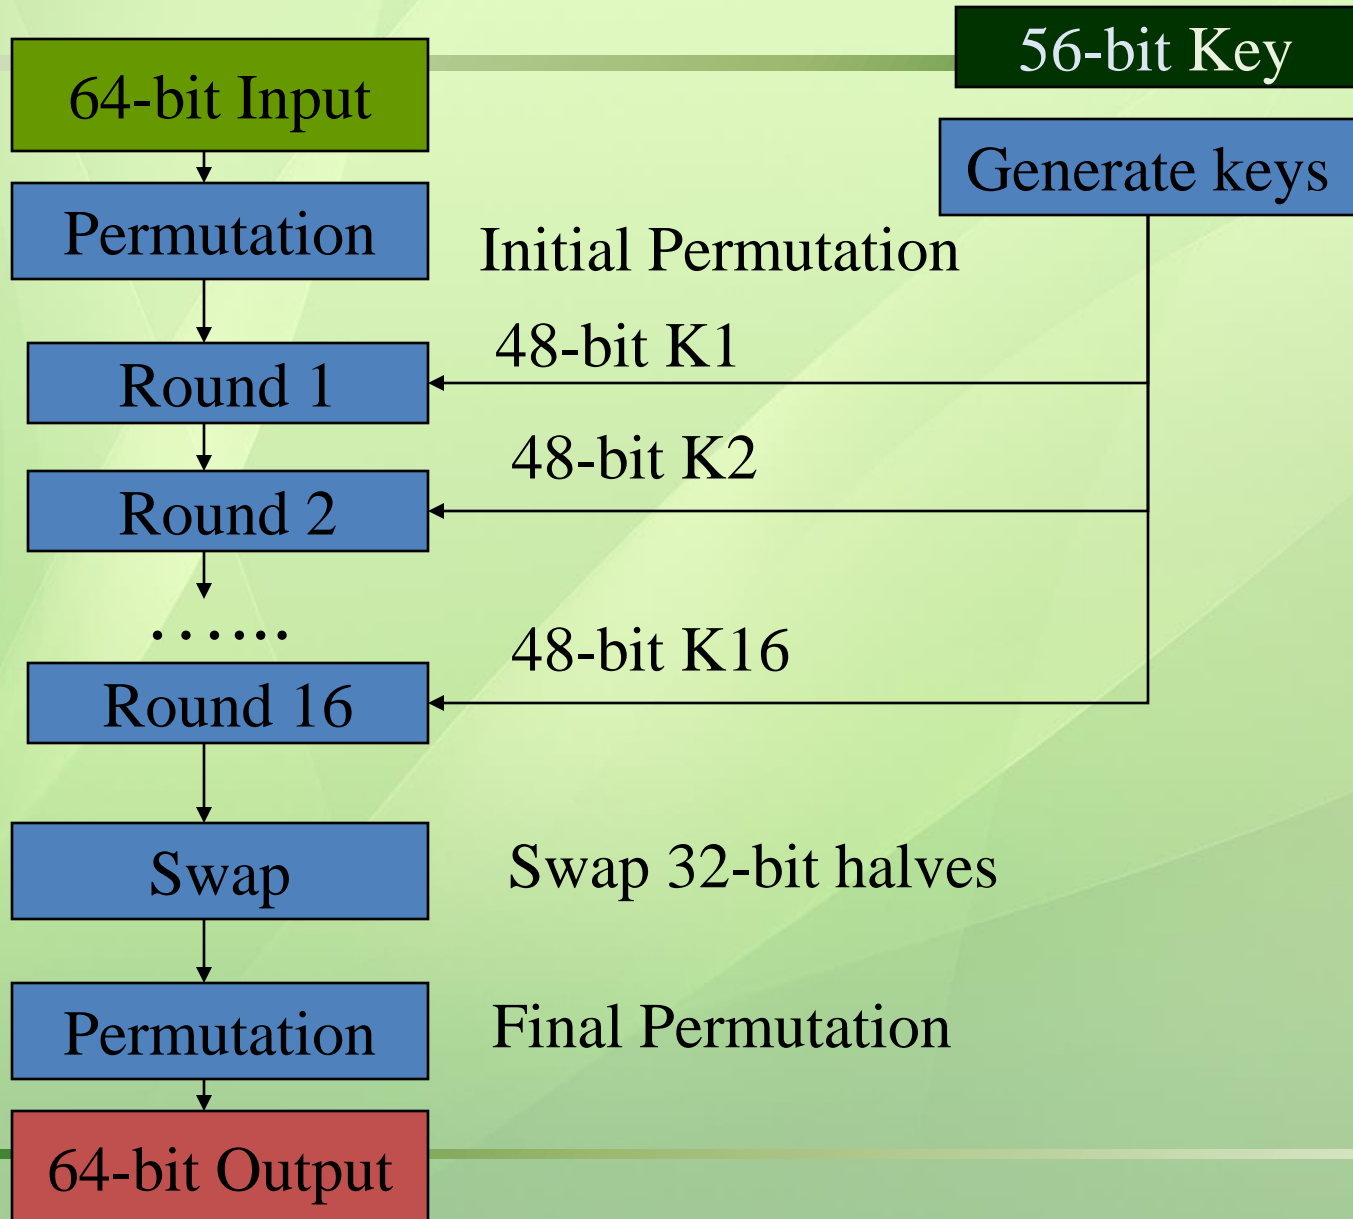 56-bit Key
64-bit Input
Generate keys
Permutation
Initial Permutation
48-bit K1
Round 1
48-bit K2
Round 2
…...
48-bit K16
Round 16
Swap
Swap 32-bit halves
Permutation
Final Permutation
64-bit Output